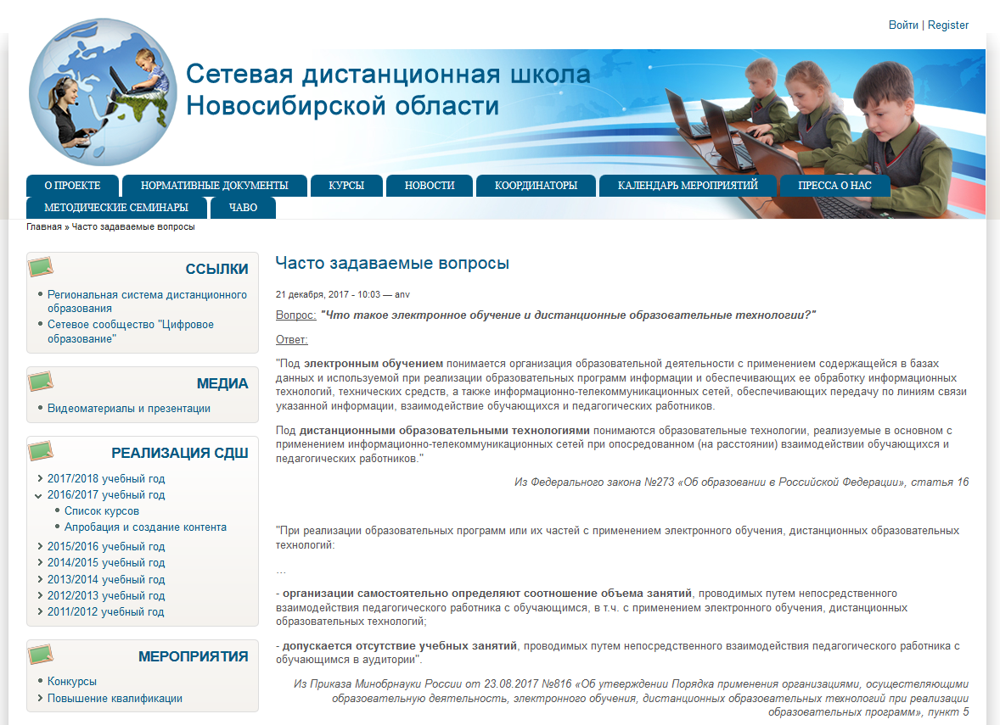 Войти | Register
Сетевая дистанционная школа
Новосибирской области
О ПРОЕКТЕ НОРМАТИВНЫЕ ДОКУМЕНТЫ КУРСЫ НОВОСТИ КООРДИНАТОРЫ КАЛЕНДАРЬ МЕРОПРИЯТИЙ ПРЕССА О НАС
МЕТОДИЧЕСКИЕ СЕМИНАРЫ ЧАВО
Главная » Часто задаваемые вопросы
ССЫЛКИ
Региональная система дистанционного
образования
Сетевое сообщество "Цифровое
образование"
МЕДИА
Видеоматериалы и презентации
РЕАЛИЗАЦИЯ СДШ
2017/2018 учебный год
2016/2017 учебный год
Список курсов
Апробация и создание контента
2015/2016 учебный год
2014/2015 учебный год
2013/2014 учебный год
2012/2013 учебный год
2011/2012 учебный год
МЕРОПРИЯТИЯ
Конкурсы
Повышение квалификации
Часто задаваемые вопросы
21 декабря, 2017 - 10:03 — anv
Вопрос: "Что такое электронное обучение и дистанционные образовательные технологии?"
Ответ:
"Под электронным обучением понимается организация образовательной деятельности с применением содержащейся в базах
данных и используемой при реализации образовательных программ информации и обеспечивающих ее обработку информационных
технологий, технических средств, а также информационно-телекоммуникационных сетей, обеспечивающих передачу по линиям связи
указанной информации, взаимодействие обучающихся и педагогических работников.
Под дистанционными образовательными технологиями понимаются образовательные технологии, реализуемые в основном с
применением информационно-телекоммуникационных сетей при опосредованном (на расстоянии) взаимодействии обучающихся и
педагогических работников."
Из Федерального закона №273 «Об образовании в Российской Федерации», статья 16
"При реализации образовательных программ или их частей с применением электронного обучения, дистанционных образовательных
технологий:
...
- организации самостоятельно определяют соотношение объема занятий, проводимых путем непосредственного
взаимодействия педагогического работника с обучающимся, в т.ч. с применением электронного обучения, дистанционных
образовательных технологий;
- допускается отсутствие учебных занятий, проводимых путем непосредственного взаимодействия педагогического работника с
обучающимся в аудитории".
Из Приказа Минобрнауки России от 23.08.2017 №816 «Об утверждении Порядка применения организациями, осуществляющими
образовательную деятельность, электронного обучения, дистанционных образовательных технологий при реализации
образовательных программ», пункт 5